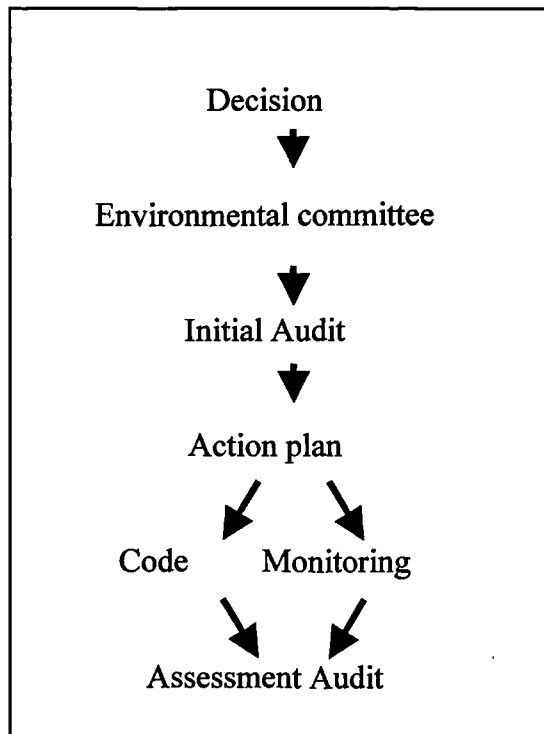 Decision
Environmental committee
Initial Audit
Action plan
Code Monitoring
Assessment Audit